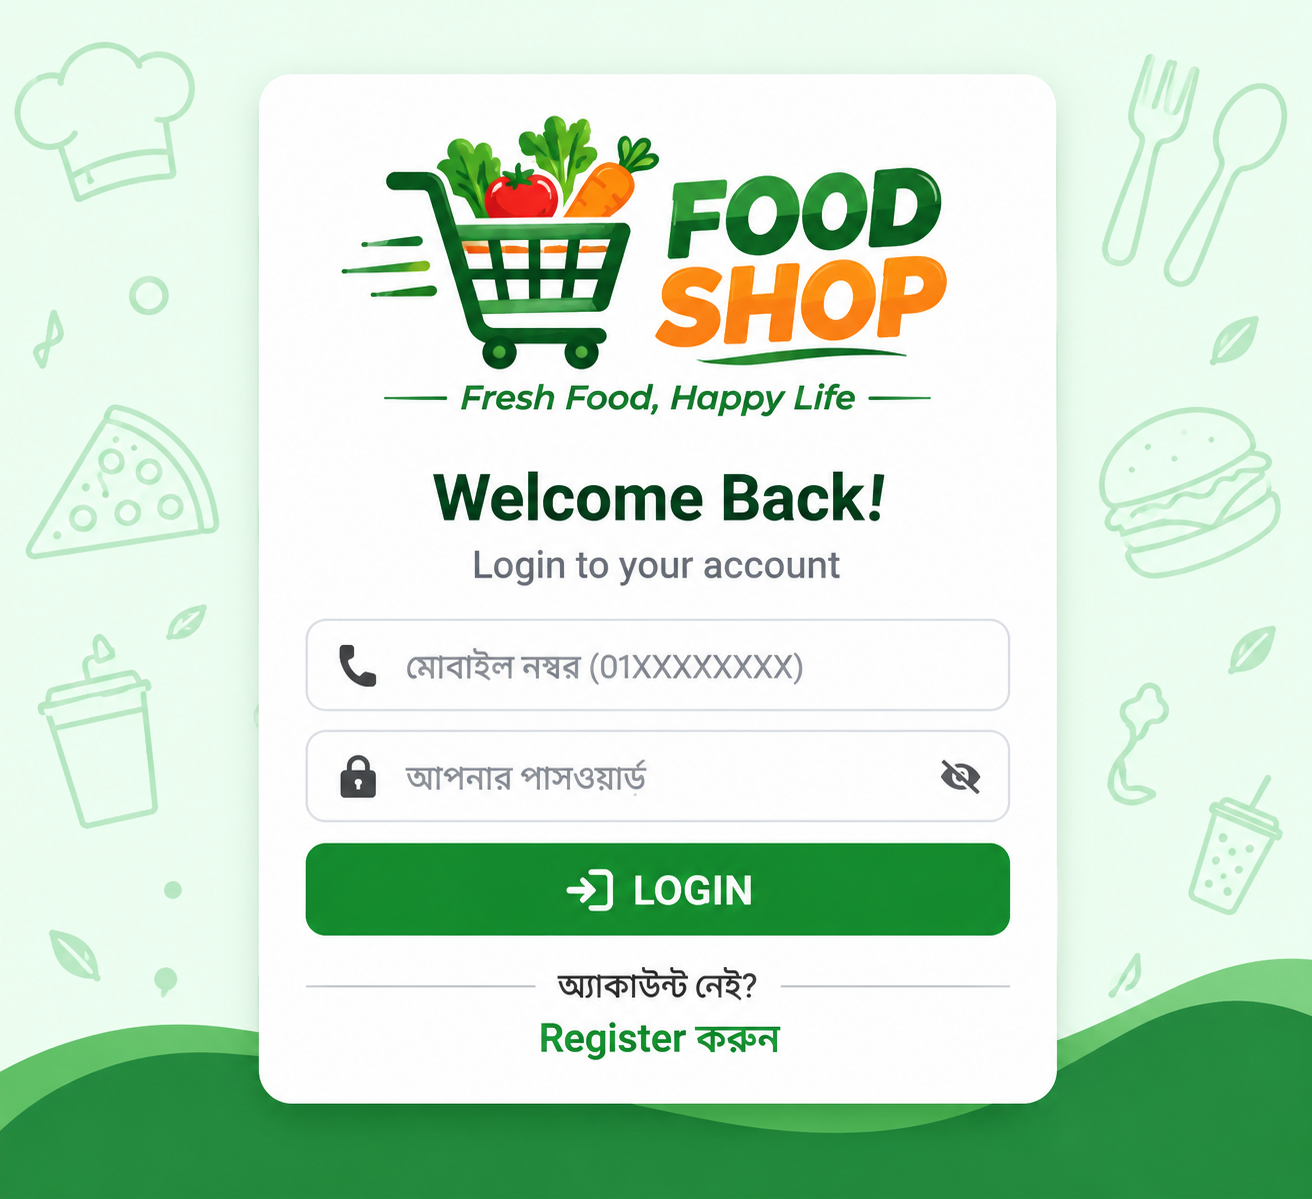 FOOD
SHOP
Fresh Food, Happy Life
Welcome Back!
Login to your account
মোবাইল নম্বর (01XXXXXXXX)
আপনার পাসওয়ার্ড
LOGIN
অ্যাকাউন্ট নেই?
Register করুন